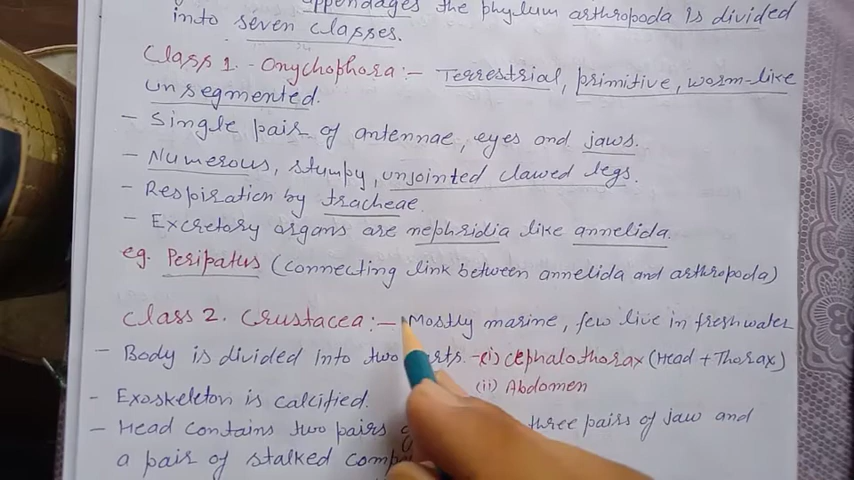 appendages the phylum arthropoda is divided
into seven classes.
Class 1. Onychophora:- Terrestrial, primitive, worm-like
unsegmented.
- Single pair of antennae, eyes and jaws.
- Numerous, stumpy, unjointed clawed legs.
- Respiration by tracheae.
- Excretory organs are nephridia like annelida.
eg. Peripatus (connecting link between annelida and arthropoda)
Class 2. Crustacea:- Mostly marine, few live in freshwater
- Body is divided into two parts. -(i) cephalothorax (Head + Thorax)
(ii) Abdomen
- Exoskeleton is calcified.
- Head contains two pairs three pairs of jaw and
a pair of stalked